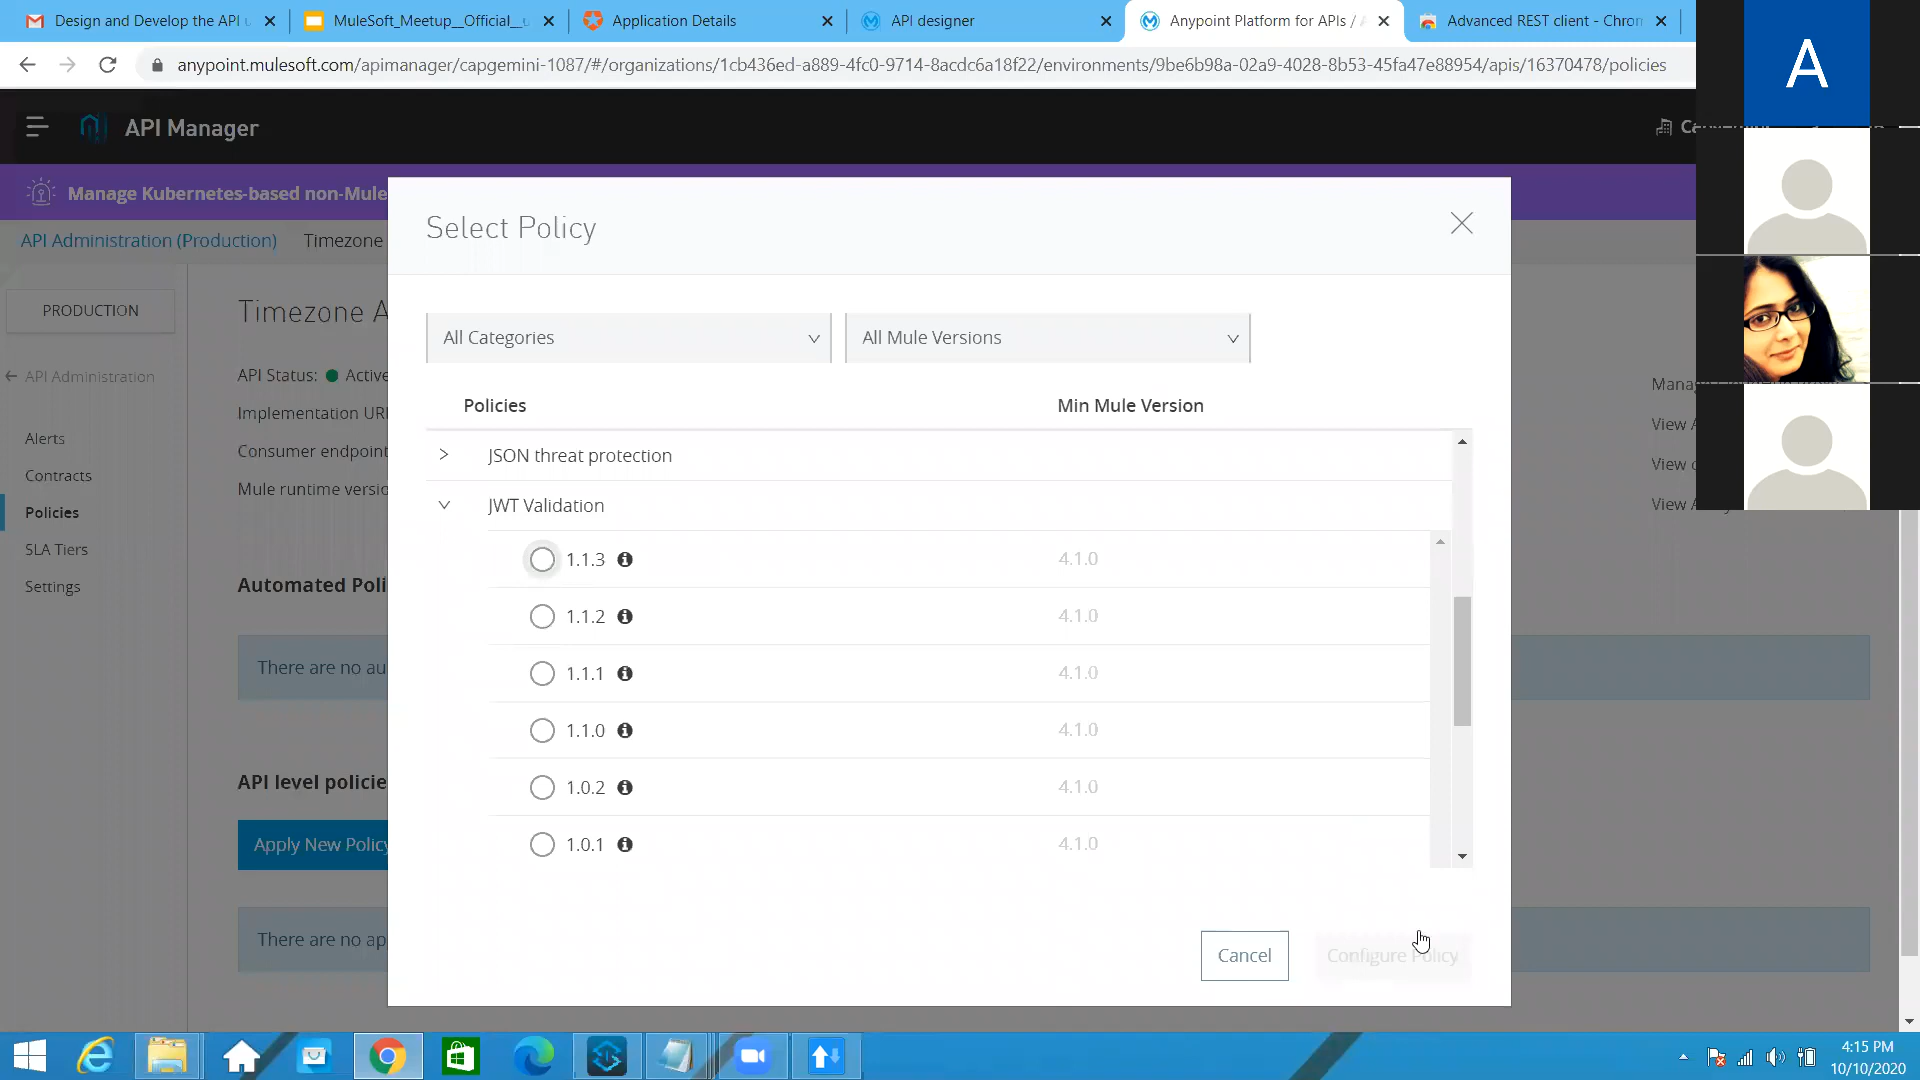 Design and Develop the API u
MuleSoft_Meetup__Official_
Application Details
API designer
Anypoint Platform for APIs / A
Advanced REST client - Chron
anypoint.mulesoft.com/apimanager/capgemini-1087/#/organizations/1cb436ed-a889-4fc0-9714-8acdc6a18f22/environments/9be6b98a-02a9-4028-8b53-45fa47e88954/apis/16370478/policies
A
API Manager
Manage Kubernetes-based non-Mule
API Administration (Production)
Timezone
PRODUCTION
API Administration
Alerts
Contracts
Policies
SLA Tiers
Settings
Timezone A
API Status: Active
Implementation URI
Consumer endpoint
Mule runtime versio
Automated Poli
There are no au
API level policie
Apply New Policy
There are no ap
Manag
View A
View
View A
Select Policy
All Categories
All Mule Versions
Policies
Min Mule Version
JSON threat protection
JWT Validation
1.1.3 4.1.0
1.1.2 4.1.0
1.1.1 4.1.0
1.1.0 4.1.0
1.0.2 4.1.0
1.0.1 4.1.0
Cancel
Configure Policy
4:15 PM
10/10/2020